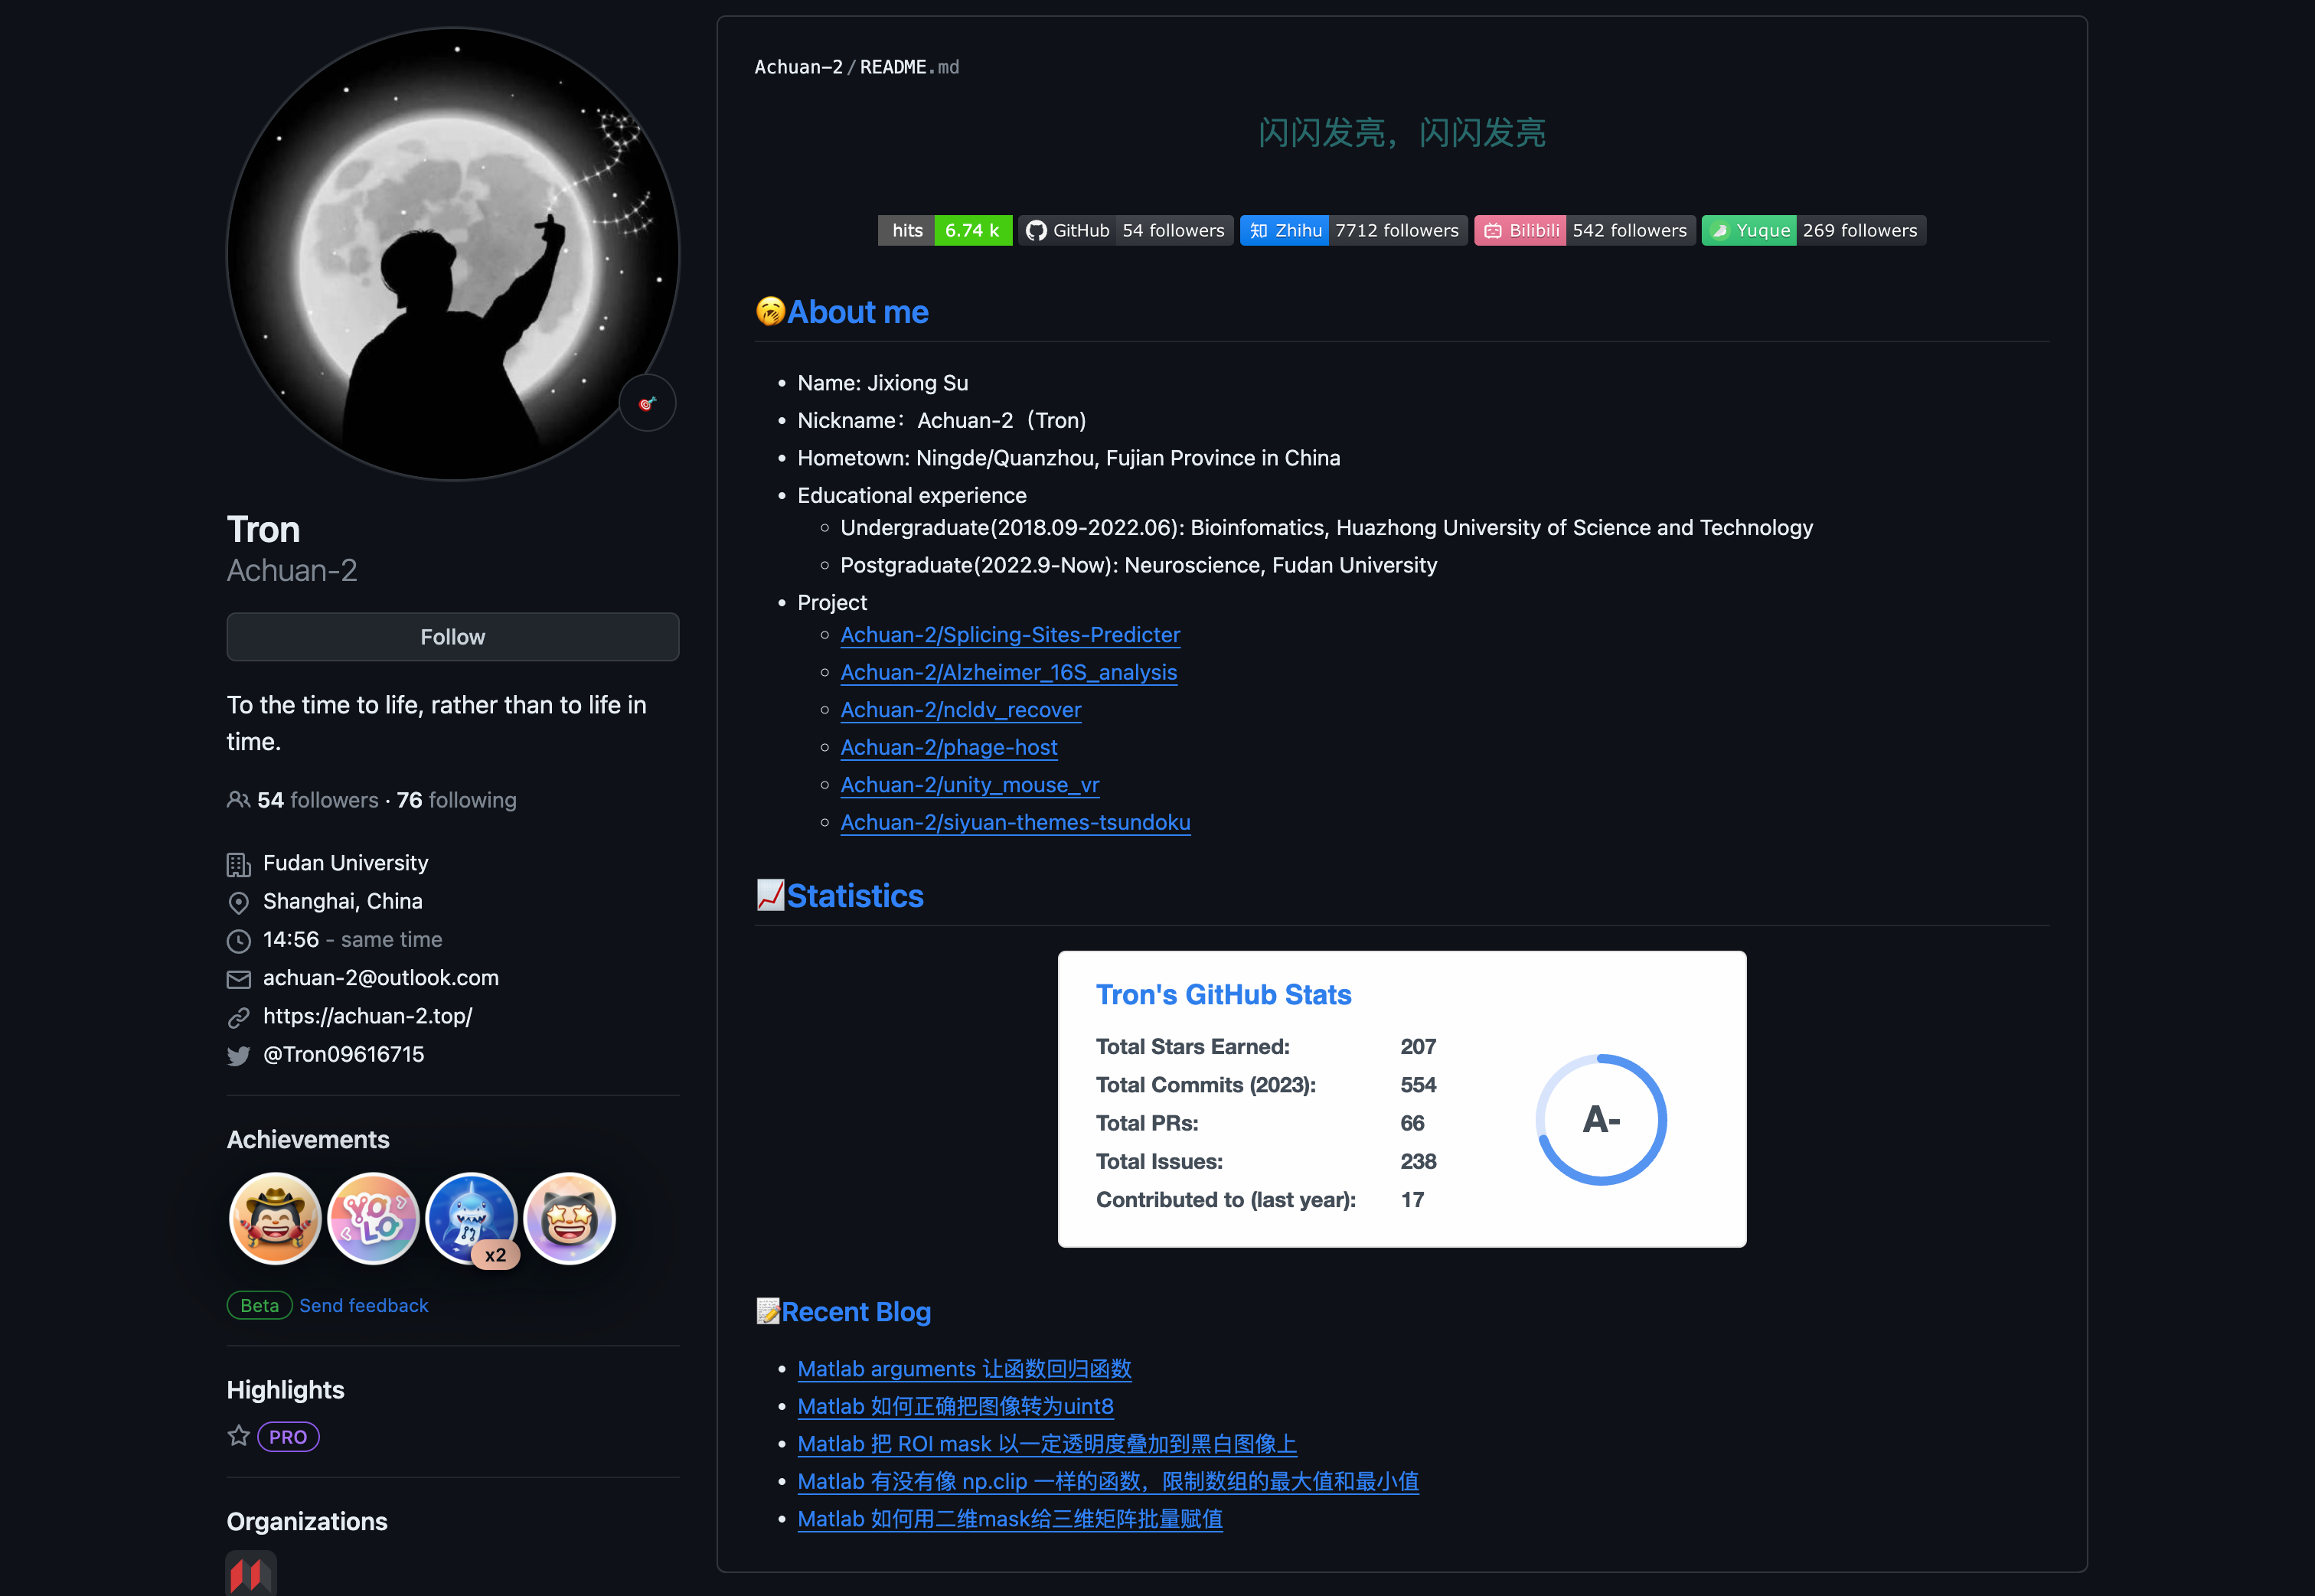 Tron
Achuan-2
Follow
To the time to life, rather than to life in
time.
54 followers · 76 following
Fudan University
Shanghai, China
14:56 - same time
achuan-2@outlook.com
https://achuan-2.top/
@Tron09616715
Achievements
YOLO
x2
Beta Send feedback
Highlights
PRO
Organizations
Achuan-2/README.md
闪闪发亮，闪闪发亮
hits 6.74 k GitHub 54 followers 知 Zhihu 7712 followers Bilibili 542 followers Yuque 269 followers
About me
Name: Jixiong Su
Nickname：Achuan-2（Tron)
Hometown: Ningde/Quanzhou, Fujian Province in China
Educational experience
Undergraduate(2018.09-2022.06): Bioinfomatics, Huazhong University of Science and Technology
Postgraduate(2022.9-Now): Neuroscience, Fudan University
Project
Achuan-2/Splicing-Sites-Predicter
Achuan-2/Alzheimer_16S_analysis
Achuan-2/ncldv_recover
Achuan-2/phage-host
Achuan-2/unity_mouse_vr
Achuan-2/siyuan-themes-tsundoku
Statistics
Tron's GitHub Stats
Total Stars Earned: 207
Total Commits (2023): 554
Total PRs: 66
Total Issues: 238
Contributed to (last year): 17
A-
Recent Blog
Matlab arguments 让函数回归函数
Matlab 如何正确把图像转为uint8
Matlab 把 ROI mask 以一定透明度叠加到黑白图像上
Matlab 有没有像 np.clip 一样的函数，限制数组的最大值和最小值
Matlab 如何用二维mask给三维矩阵批量赋值